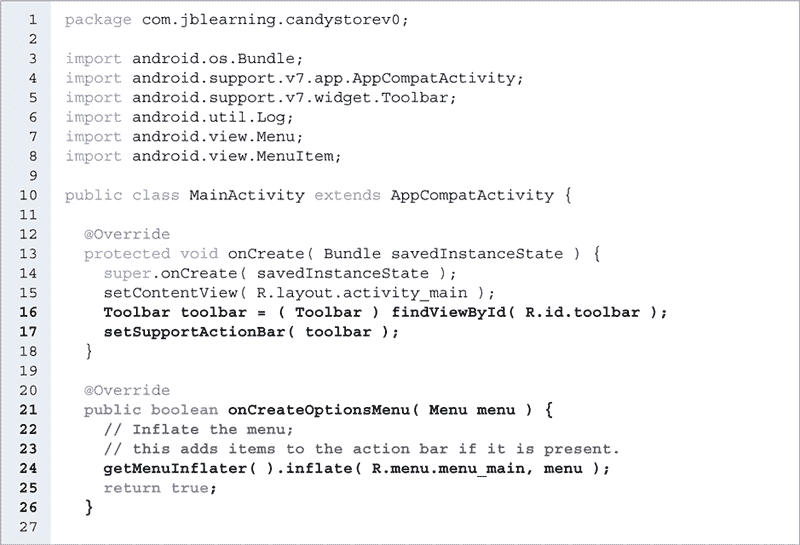 1 package com.jblearning.candystorev0;
2
3 import android.os.Bundle;
4 import android.support.v7.app.AppCompatActivity;
5 import android.support.v7.widget.Toolbar;
6 import android.util.Log;
7 import android.view.Menu;
8 import android.view.MenuItem;
9
10 public class MainActivity extends AppCompatActivity {
11
12   @Override
13   protected void onCreate( Bundle savedInstanceState ) {
14     super.onCreate( savedInstanceState );
15     setContentView( R.layout.activity_main );
16     Toolbar toolbar = ( Toolbar ) findViewById( R.id.toolbar );
17     setSupportActionBar( toolbar );
18   }
19
20   @Override
21   public boolean onCreateOptionsMenu( Menu menu ) {
22     // Inflate the menu;
23     // this adds items to the action bar if it is present.
24     getMenuInflater( ).inflate( R.menu.menu_main, menu );
25     return true;
26   }
27